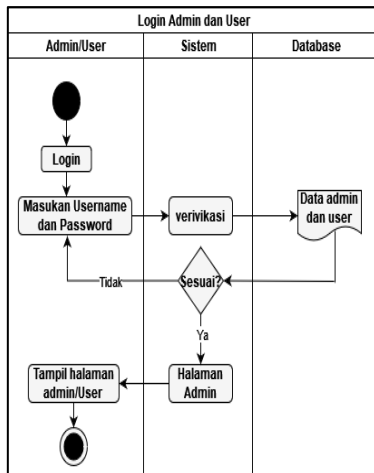 Login Admin dan User
Admin/User
Sistem
Database
Login
Masukan Username
dan Password
verivikasi
Data admin
dan user
Sesuai?
Tidak
Ya
Tampil halaman
admin/User
Halaman
Admin